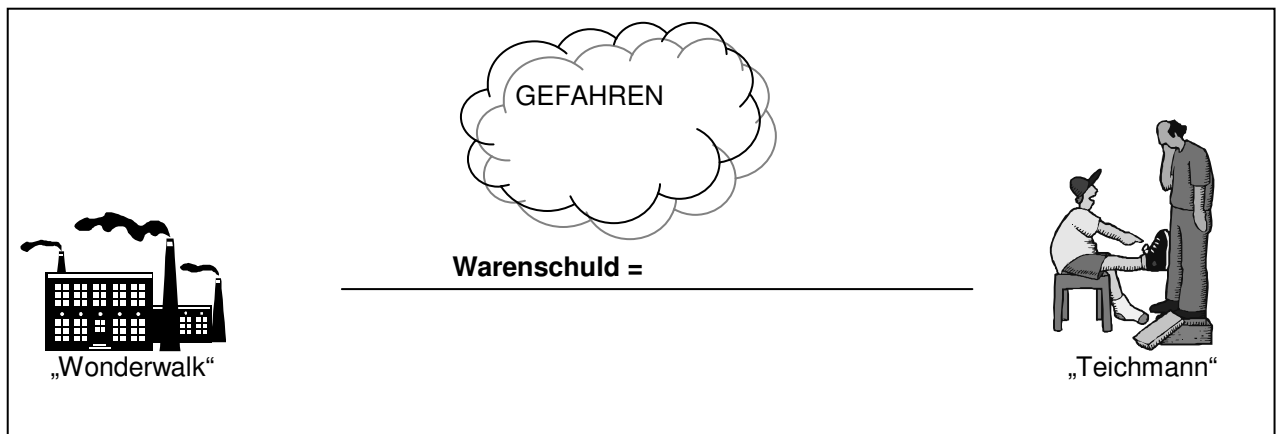 GEFAHREN
Warenschuld =
„Wonderwalk“
„Teichmann“